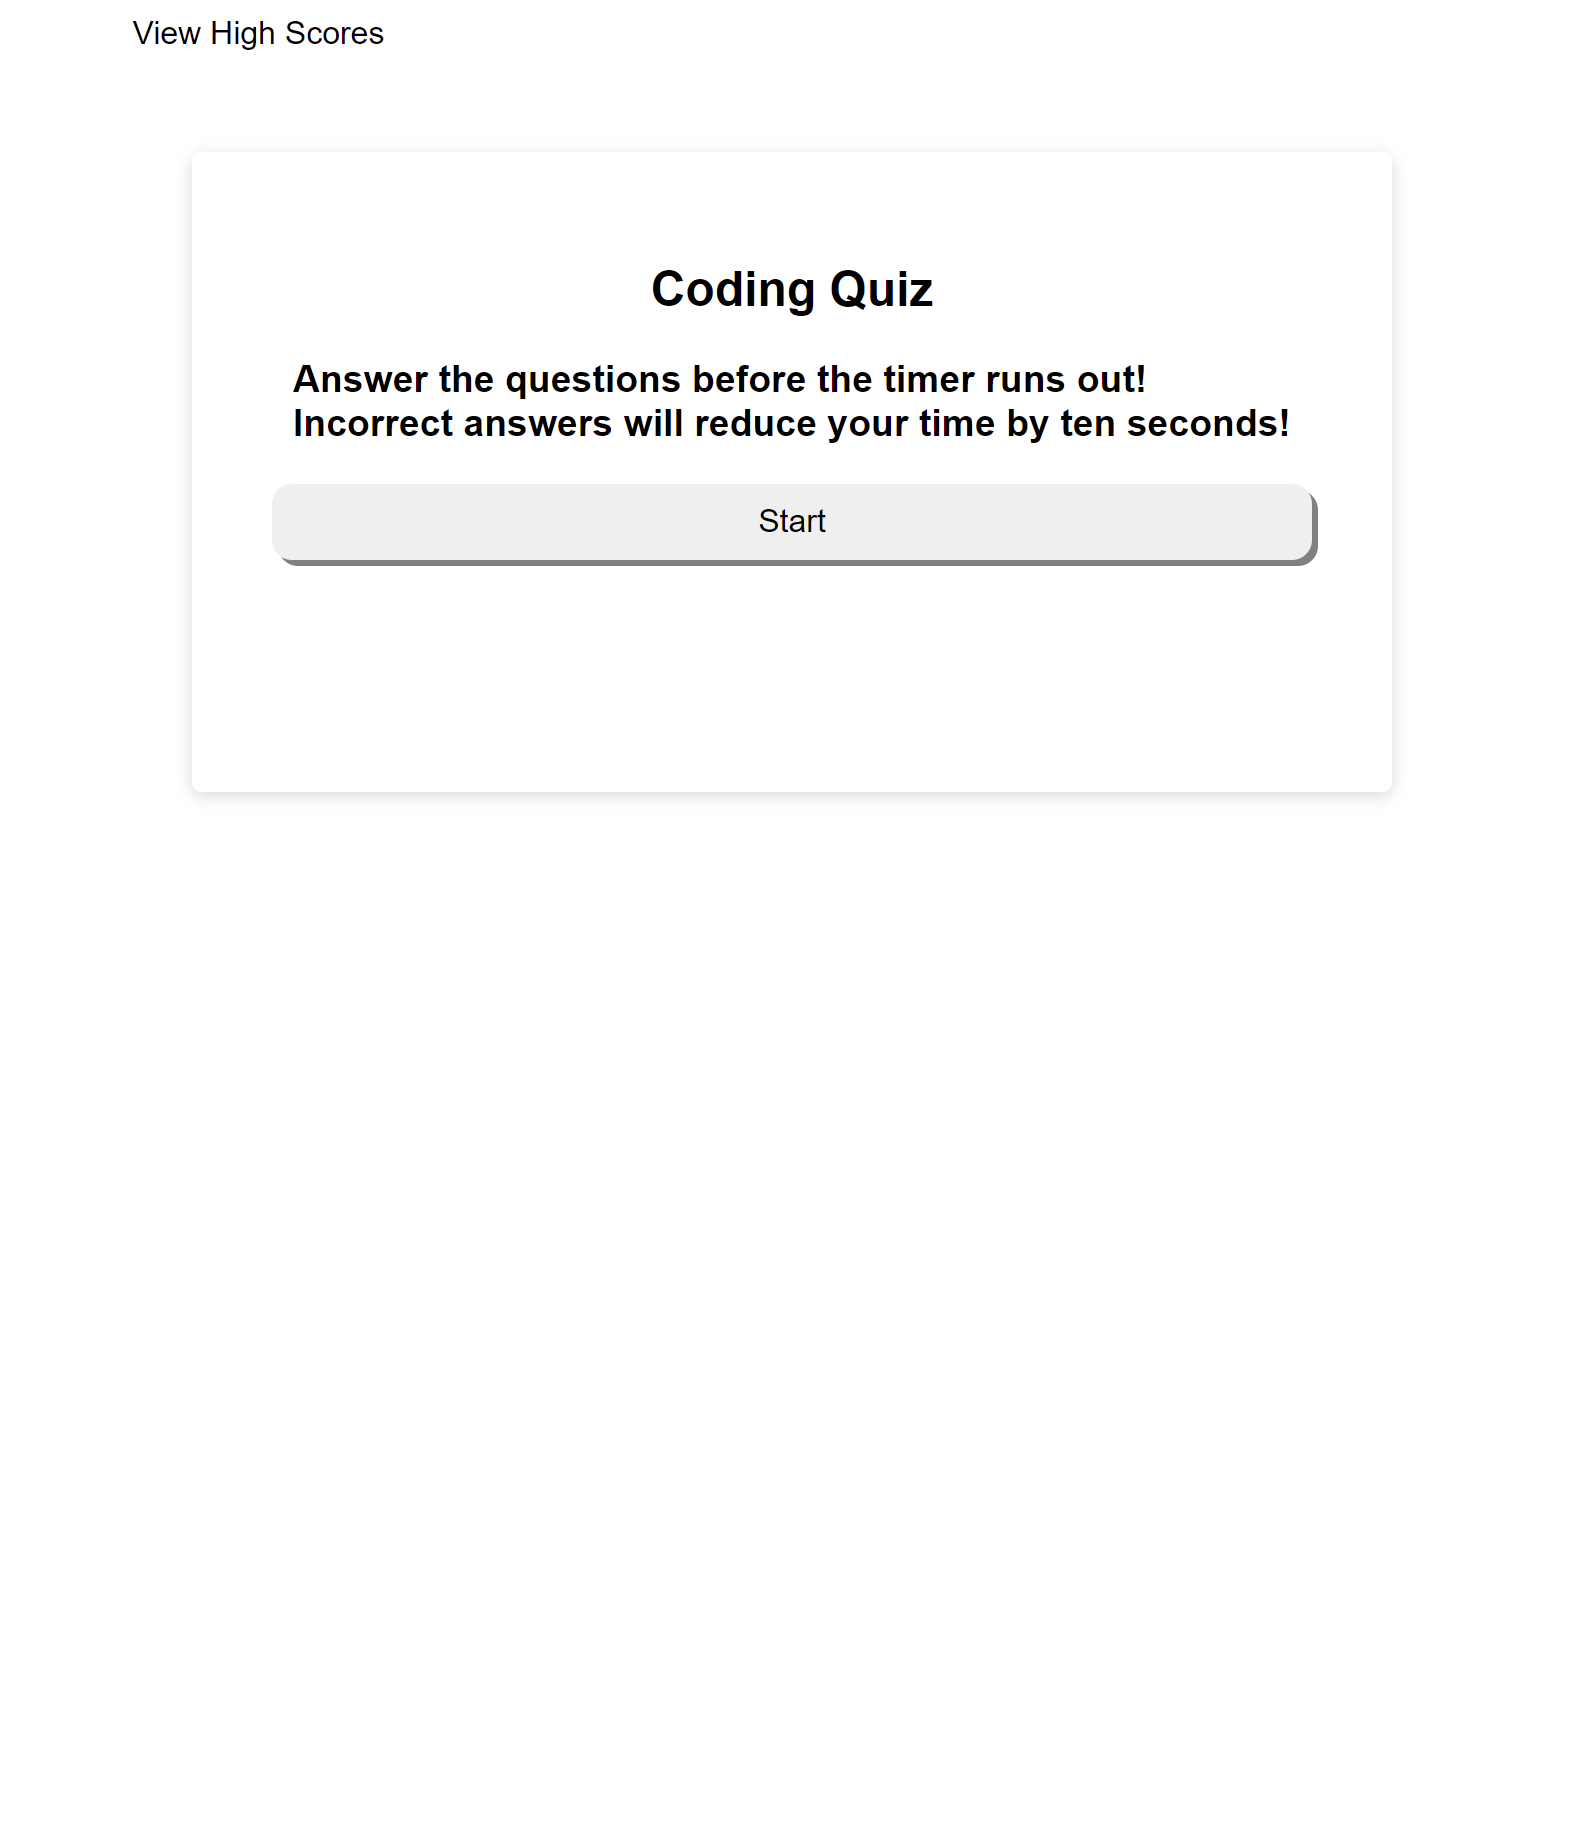 View High Scores
Coding Quiz
Answer the questions before the timer runs out!
Incorrect answers will reduce your time by ten seconds!
Start